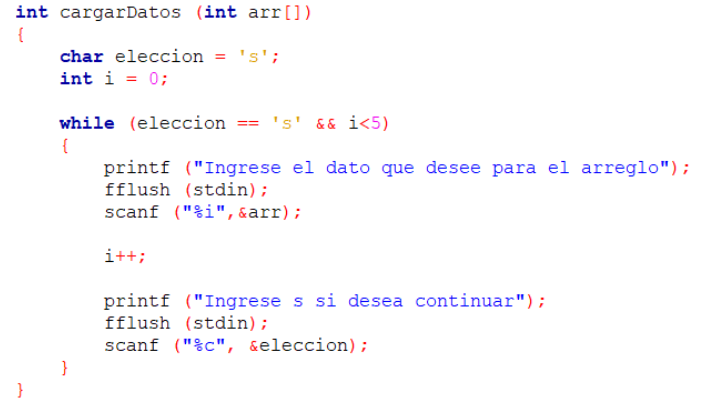 int cargarDatos (int arr[])
{
    char eleccion = 's';
    int i = 0;

    while (eleccion == 's' && i<5)
    {
        printf ("Ingrese el dato que desee para el arreglo");
        fflush (stdin);
        scanf ("%i",&arr);

        i++;

        printf ("Ingrese s si desea continuar");
        fflush (stdin);
        scanf ("%c", &eleccion);
    }
}